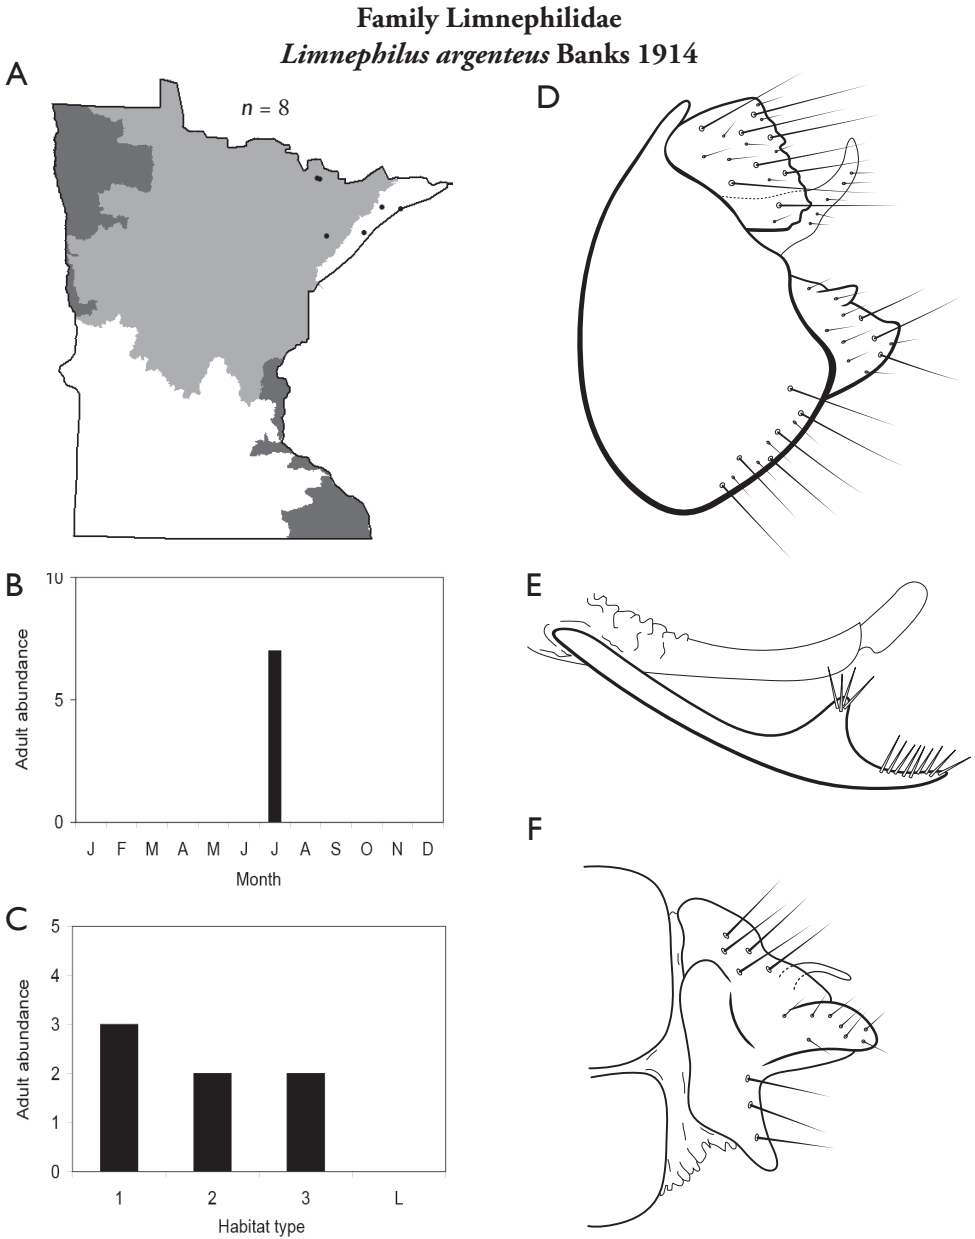 Family Limnephilidae
Limnephilus argenteus Banks 1914
A
n = 8
B
10
5
0
Adult abundance
J F M A M J J A S O N D
Month
C
5
4
3
2
1
0
Adult abundance
1 2 3 L
Habitat type
D
E
F